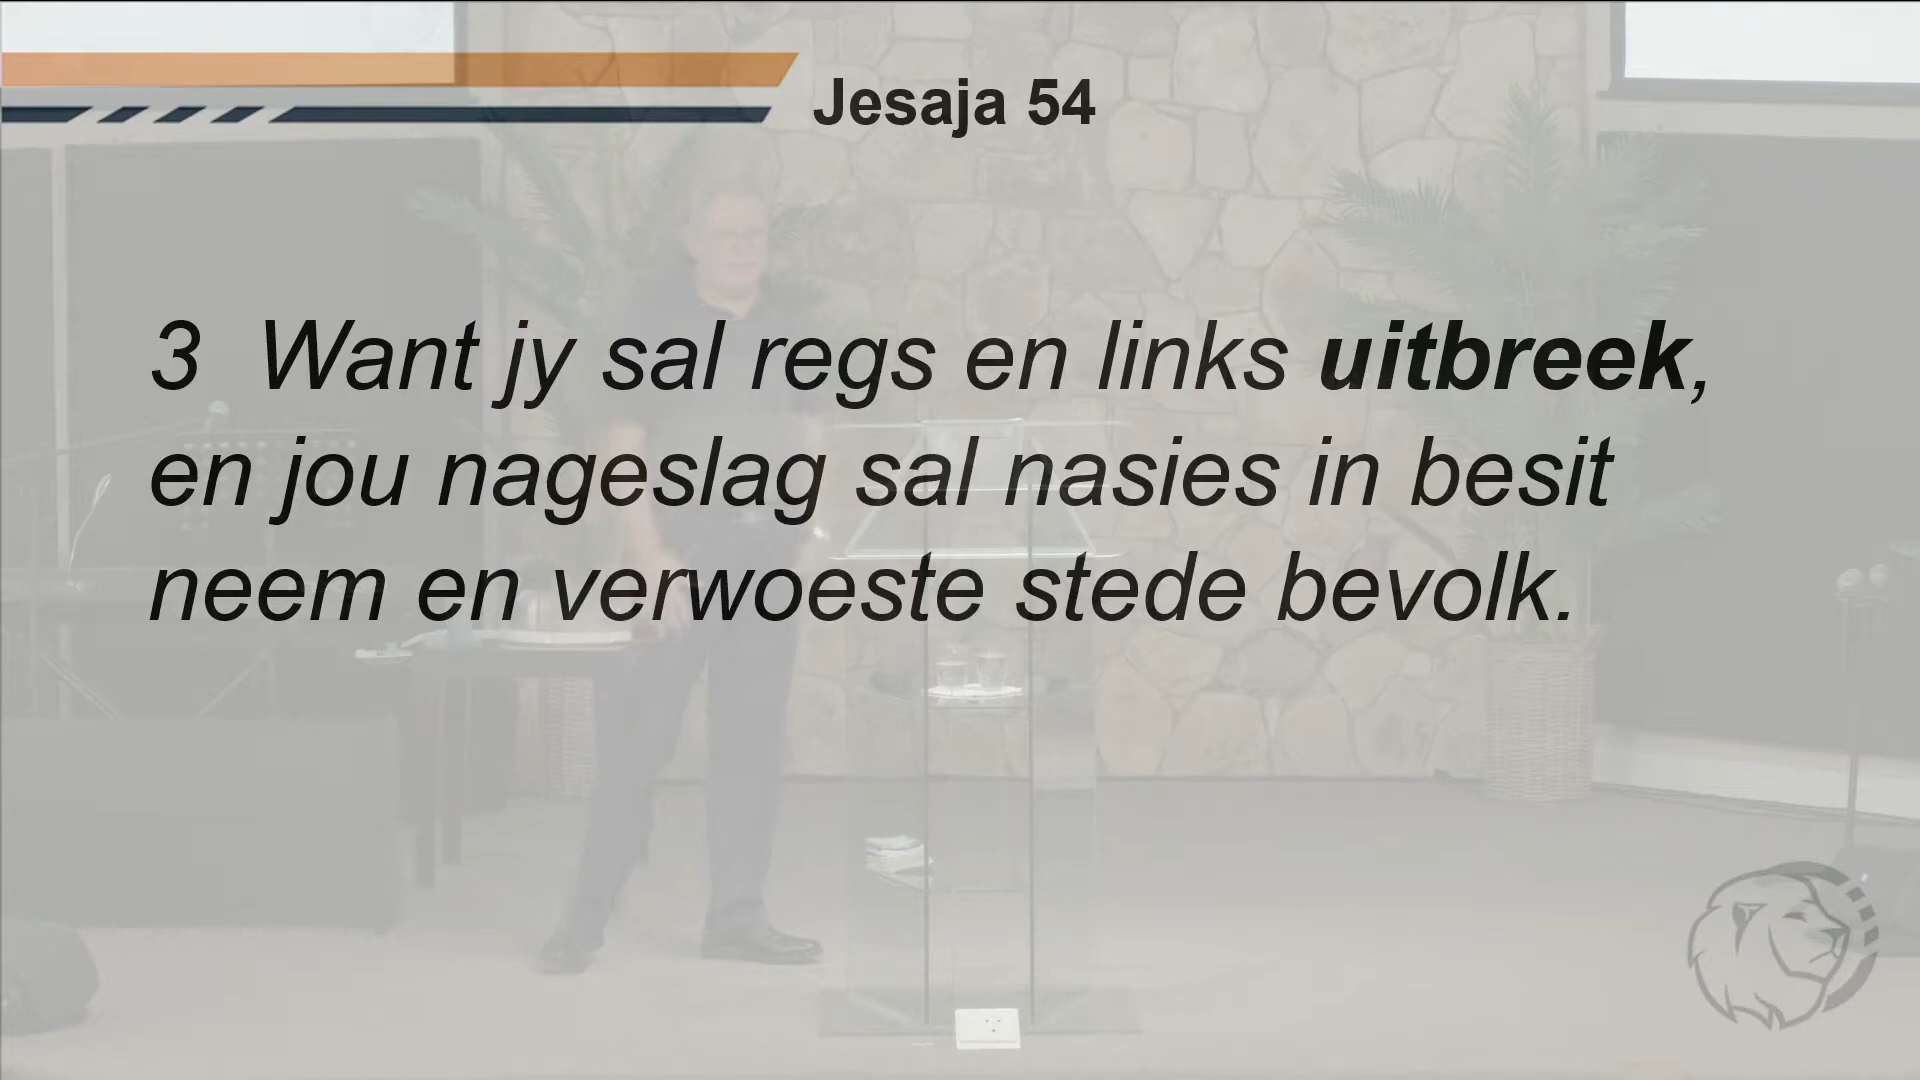 Jesaja 54
3 Want jy sal regs en links uitbreek,
en jou nageslag sal nasies in besit
neem en verwoeste stede bevolk.